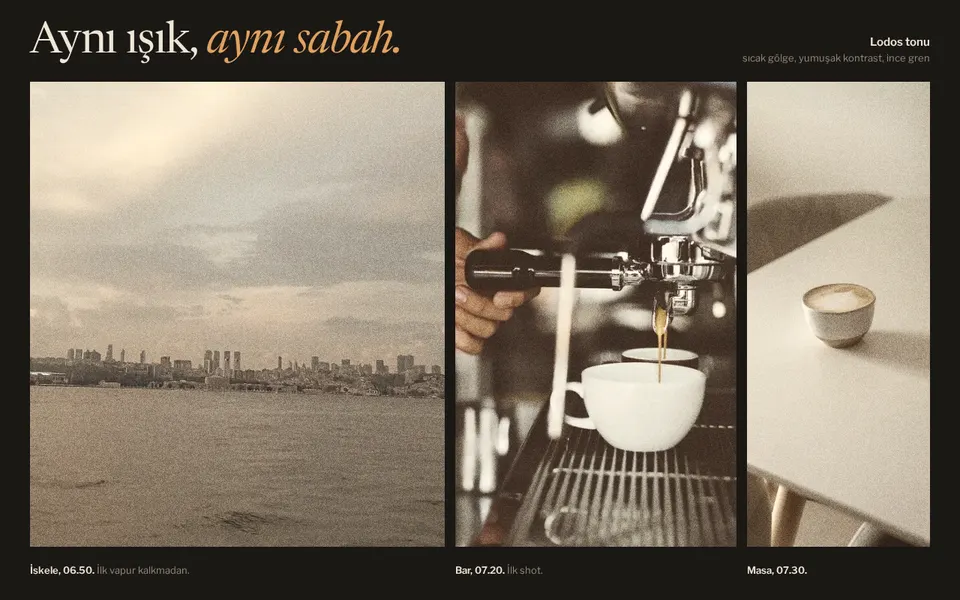 Aynı ışık, aynı sabah.
Lodos tonu
sıcak gölge, yumuşak kontrast, ince gren
İskele, 06.50. İlk vapur kalkmadan.
Bar, 07.20. İlk shot.
Masa, 07.30.